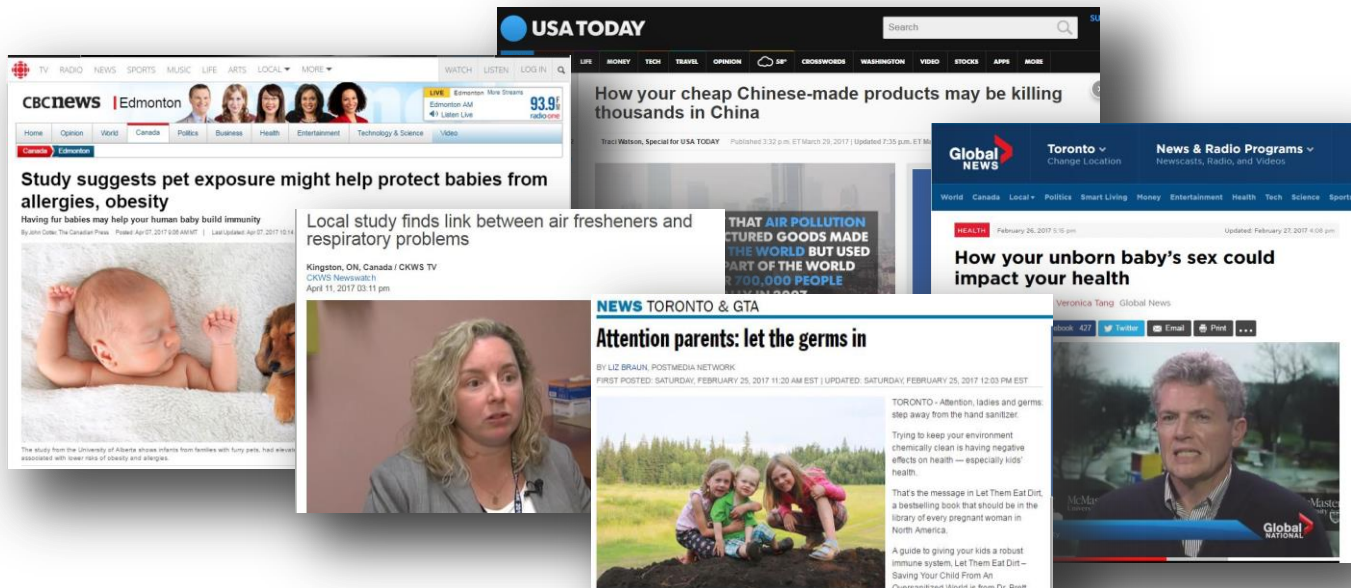 TV RADIO NEWS SPORTS MUSIC LIFE ARTS LOCAL MORE
WATCH LISTEN LOG IN
CBCnews | Edmonton
LIVE Edmonton More Streams
Edmonton AM
Listen Live
93.9
radio one
Home Opinion World Canada Politics Business Health Entertainment Technology & Science Video
Canada Edmonton
Study suggests pet exposure might help protect babies from
allergies, obesity
Having fur babies may help your human baby build immunity
By John Cotter, The Canadian Press Posted: Apr 07, 2017 9:06 AM MT | Last Updated: Apr 07, 2017
The study from the University of Alberta shows infants from families with furry pets, had
associated with lower risks of obesity and allergies.
USA TODAY
Search
LIFE MONEY TECH TRAVEL OPINION 58° CROSSWORDS WASHINGTON VIDEO STOCKS APPS MORE
How your cheap Chinese-made products may be killing
thousands in China
Traci Watson, Special for USA TODAY Published 3:32 p.m. ET March 29, 2017 | Updated 7:35 p.m. ET
THAT AIR POLLUTION
GOODS MADE
THE WORLD BUT USED
PART OF THE WORLD
700,000 PEOPLE
Local study finds link between air fresheners and
respiratory problems
Kingston, ON, Canada / CKWS TV
CKWS Newswatch
April 11, 2017 03:11 pm
NEWS TORONTO & GTA
Attention parents: let the germs in
BY LIZ BRAUN, POSTMEDIA NETWORK
FIRST POSTED: SATURDAY, FEBRUARY 25, 2017 11:20 AM EST | UPDATED: SATURDAY, FEBRUARY 25, 2017 12:03 PM EST
TORONTO - Attention, ladies and germs:
step away from the hand sanitizer.
Trying to keep your environment
chemically clean is having negative
effects on health — especially kids'
health.
That's the message in Let Them Eat Dirt,
a bestselling book that should be in the
library of every pregnant woman in
North America.
A guide to giving your kids a robust
immune system, Let Them Eat Dirt –
Saving Your Child From An
Oversanitized World is from Dr. Brett
Global
NEWS
Toronto
Change Location
News & Radio Programs
Newscasts, Radio, and Videos
World Canada Local Politics Smart Living Money Entertainment Health Tech Science Sports
HEALTH February 26, 2017 5:16 pm
Updated: February 27, 2017 4:08 pm
How your unborn baby's sex could
impact your health
Veronica Tang Global News
427 Twitter Email Print ...
McMaster
Global
NATIONAL